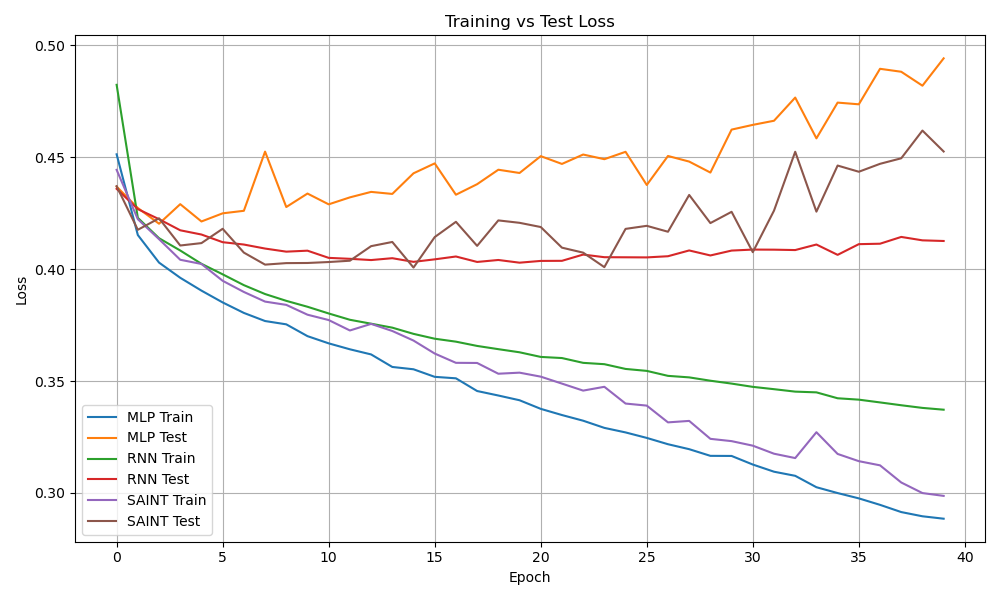 Training vs Test Loss
Loss
0.50
0.45
0.40
0.35
0.30
MLP Train
MLP Test
RNN Train
RNN Test
SAINT Train
SAINT Test
0 5 10 15 20 25 30 35 40
Epoch